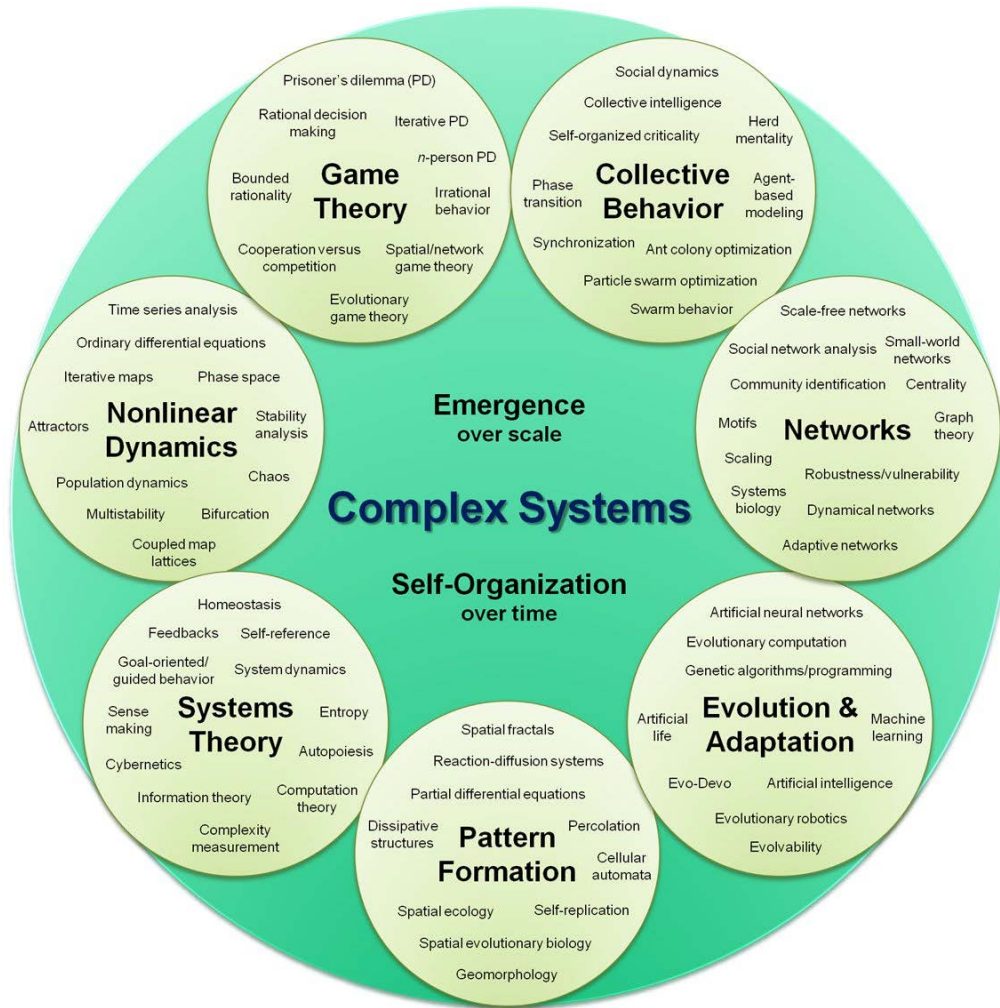 Prisoner's dilemma (PD)
Rational decision
making
Iterative PD
n-person PD
Bounded
rationality
Game
Theory
Irrational
behavior
Cooperation versus
competition
Spatial/network
game theory
Evolutionary
game theory
Social dynamics
Collective intelligence
Self-organized criticality
Herd
mentality
Phase
transition
Collective
Behavior
Agent-
based
modeling
Synchronization
Ant colony optimization
Particle swarm optimization
Swarm behavior
Time series analysis
Ordinary differential equations
Iterative maps
Phase space
Attractors
Nonlinear
Dynamics
Stability
analysis
Population dynamics
Chaos
Multistability
Bifurcation
Coupled map
lattices
Emergence
over scale
Complex Systems
Self-Organization
over time
Scale-free networks
Social network analysis
Small-world
networks
Community identification
Centrality
Motifs
Networks
Graph
theory
Scaling
Robustness/vulnerability
Systems
biology
Dynamical networks
Adaptive networks
Homeostasis
Feedbacks
Self-reference
Goal-oriented/
guided behavior
System dynamics
Sense
making
Systems
Theory
Entropy
Cybernetics
Autopoiesis
Information theory
Computation
theory
Complexity
measurement
Spatial fractals
Reaction-diffusion systems
Partial differential equations
Dissipative
structures
Pattern
Formation
Percolation
Cellular
automata
Spatial ecology
Self-replication
Spatial evolutionary biology
Geomorphology
Artificial neural networks
Evolutionary computation
Genetic algorithms/programming
Artificial
life
Evolution &
Adaptation
Machine
learning
Evo-Devo
Artificial intelligence
Evolutionary robotics
Evolvability